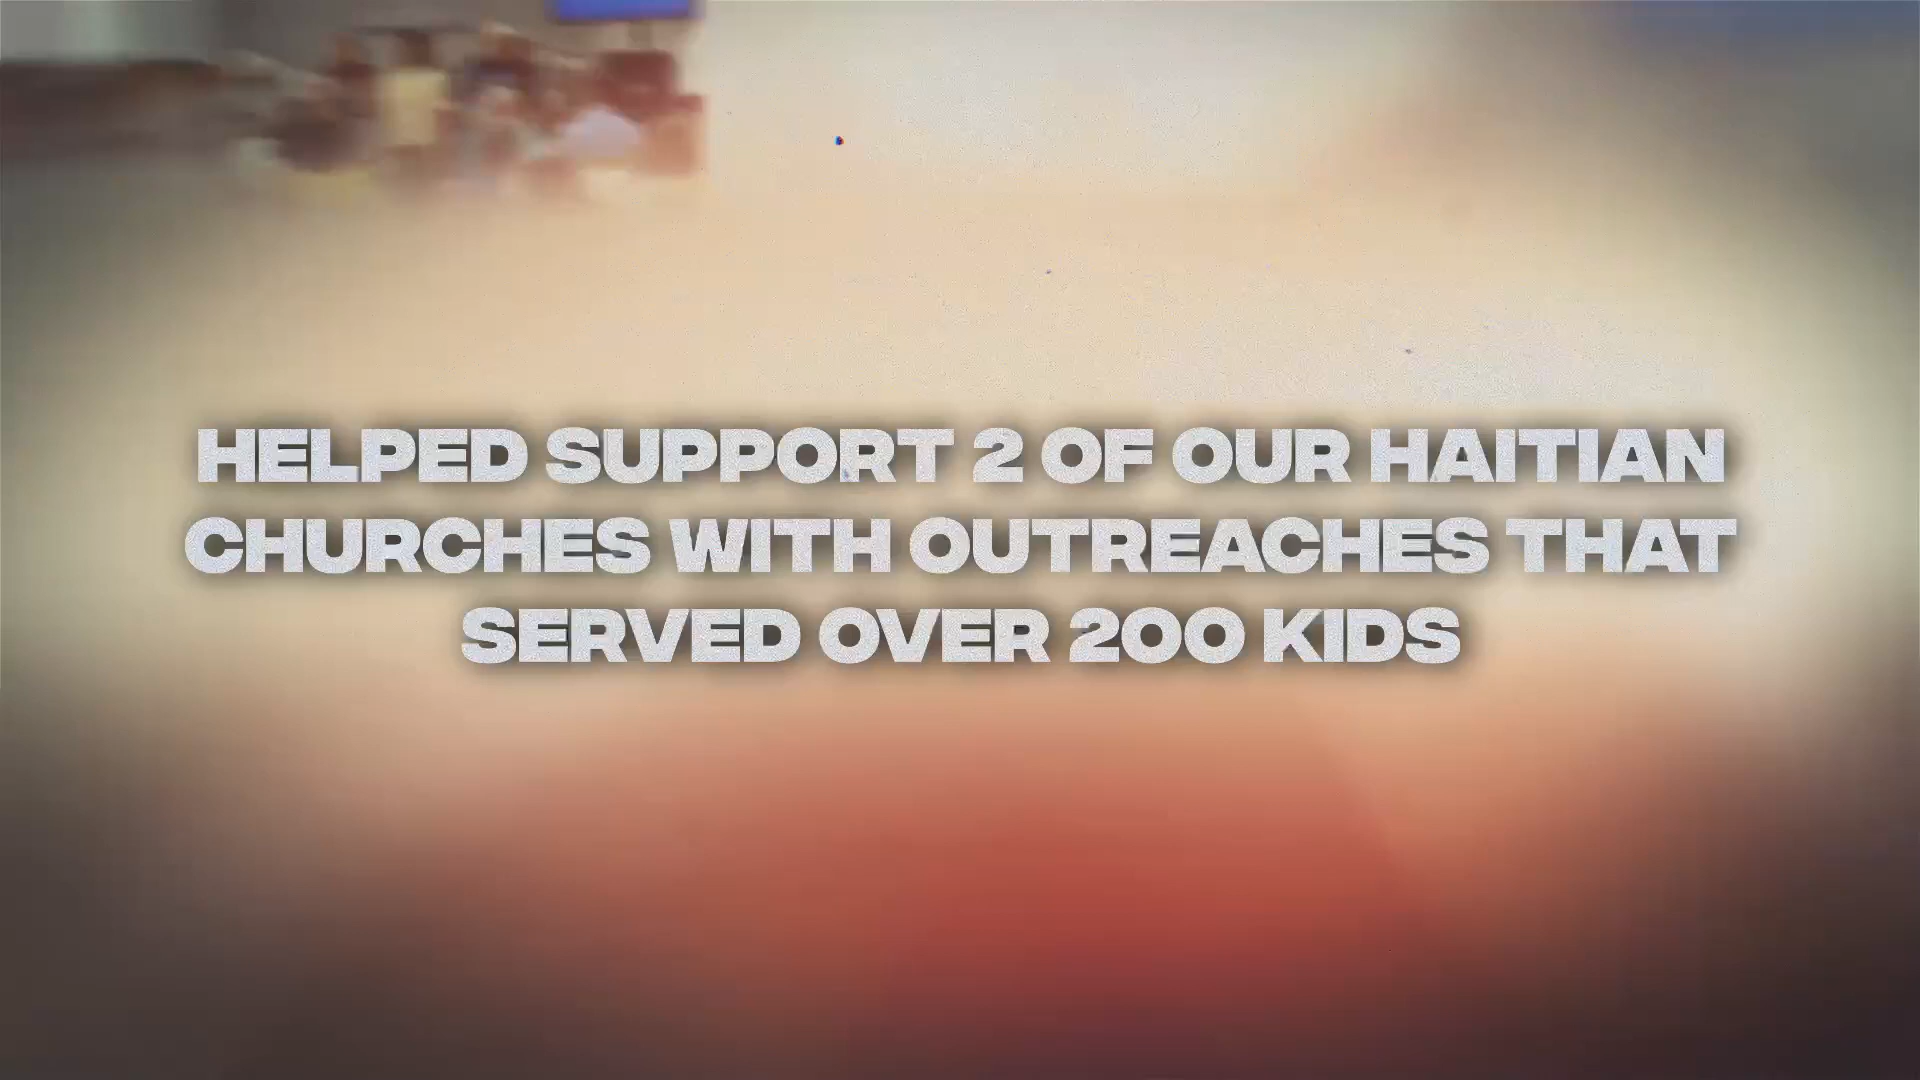 HELPED SUPPORT 2 OF OUR HAITIAN
CHURCHES WITH OUTREACHES THAT
SERVED OVER 200 KIDS